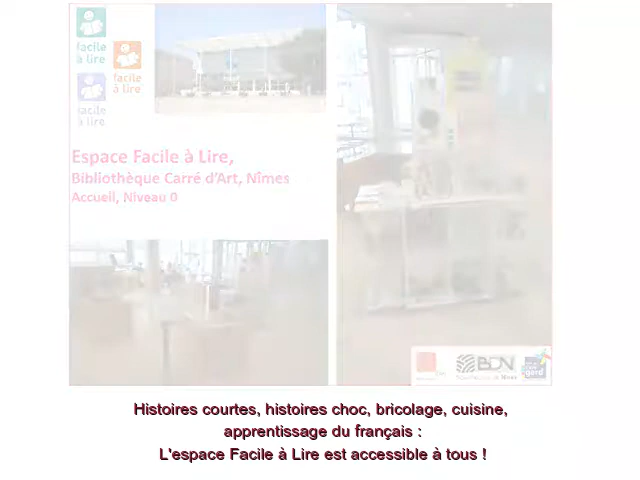 facile
à lire
facile
à lire
facile
à lire
Espace Facile à Lire,
Bibliothèque Carré d'Art, Nîmes
Accueil, Niveau 0
BDN
Histoires courtes, histoires choc, bricolage, cuisine,
apprentissage du français :
L'espace Facile à Lire est accessible à tous !